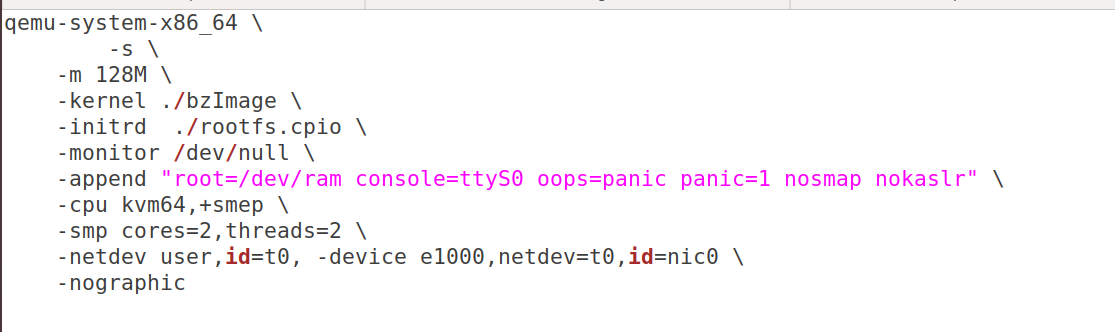 qemu-system-x86_64 \
-s \
-m 128M \
-kernel ./bzImage \
-initrd  ./rootfs.cpio \
-monitor /dev/null \
-append "root=/dev/ram console=ttyS0 oops=panic panic=1 nosmap nokaslr" \
-cpu kvm64,+smep \
-smp cores=2,threads=2 \
-netdev user,id=t0, -device e1000,netdev=t0,id=nic0 \
-nographic